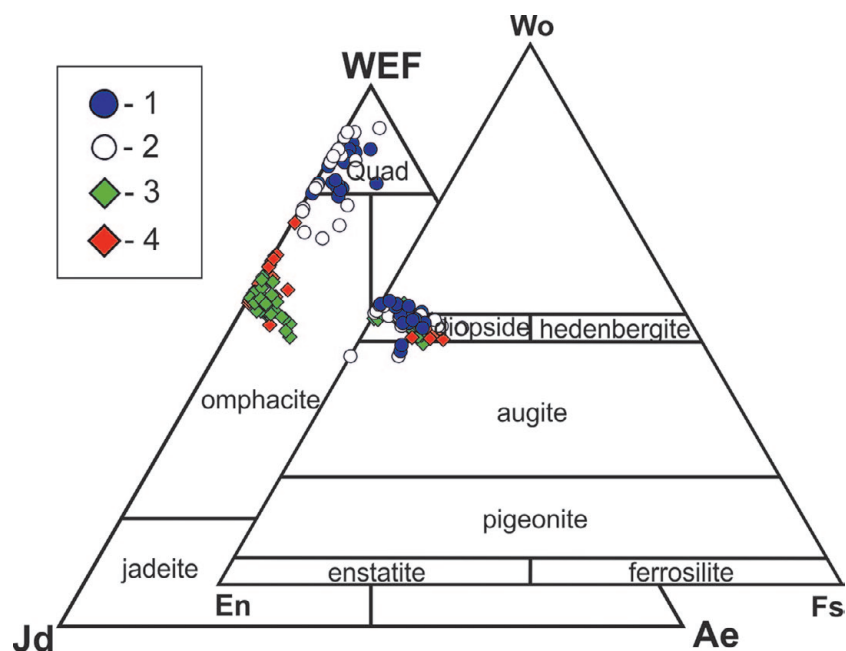 Wo
WEF
- 1
- 2
- 3
- 4
Quad
diopside
hedenbergite
omphacite
augite
pigeonite
jadeite
enstatite
ferrosilite
En
Fs
Jd
Ae